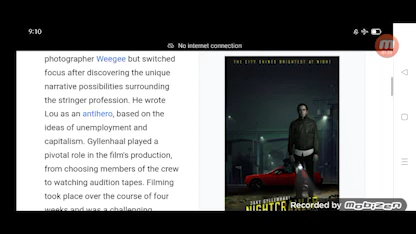 9:10
No internet connection
photographer Weegee but switched
focus after discovering the unique
narrative possibilities surrounding
the stringer profession. He wrote
Lou as an antihero, based on the
ideas of unemployment and
capitalism. Gyllenhaal played a
pivotal role in the film's production,
from choosing members of the crew
to watching audition tapes. Filming
took place over the course of four
weeks and was a challenging
THE CITY SHINES BRIGHTEST AT NIGHT
JAKE GYLLENHAAL
NIGHTCRAWLER
Recorded by mobizen